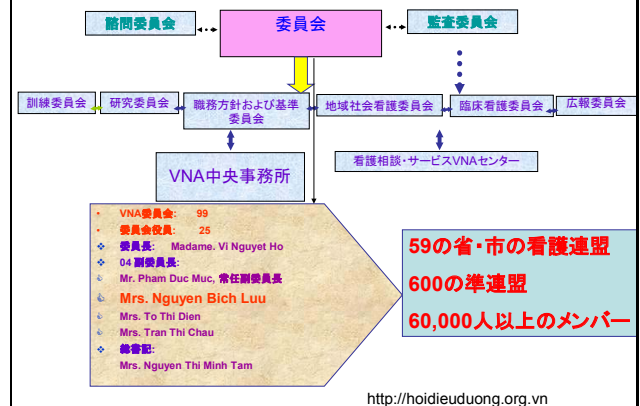 諮問委員会
委員会
監査委員会
訓練委員会
研究委員会
職務方針および基準
委員会
地域社会看護委員会
臨床看護委員会
広報委員会
VNA中央事務所
看護相談・サービスVNAセンター
VNA委員会: 99
委員会役員: 25
委員長: Madame. Vi Nguyet Ho
04 副委員長:
Mr. Pham Duc Muc, 常任副委員長
Mrs. Nguyen Bich Luu
Mrs. To Thi Dien
Mrs. Tran Thi Chau
総書記:
Mrs. Nguyen Thi Minh Tam
59の省・市の看護連盟
600の準連盟
60,000人以上のメンバー
http://hoidieuduong.org.vn